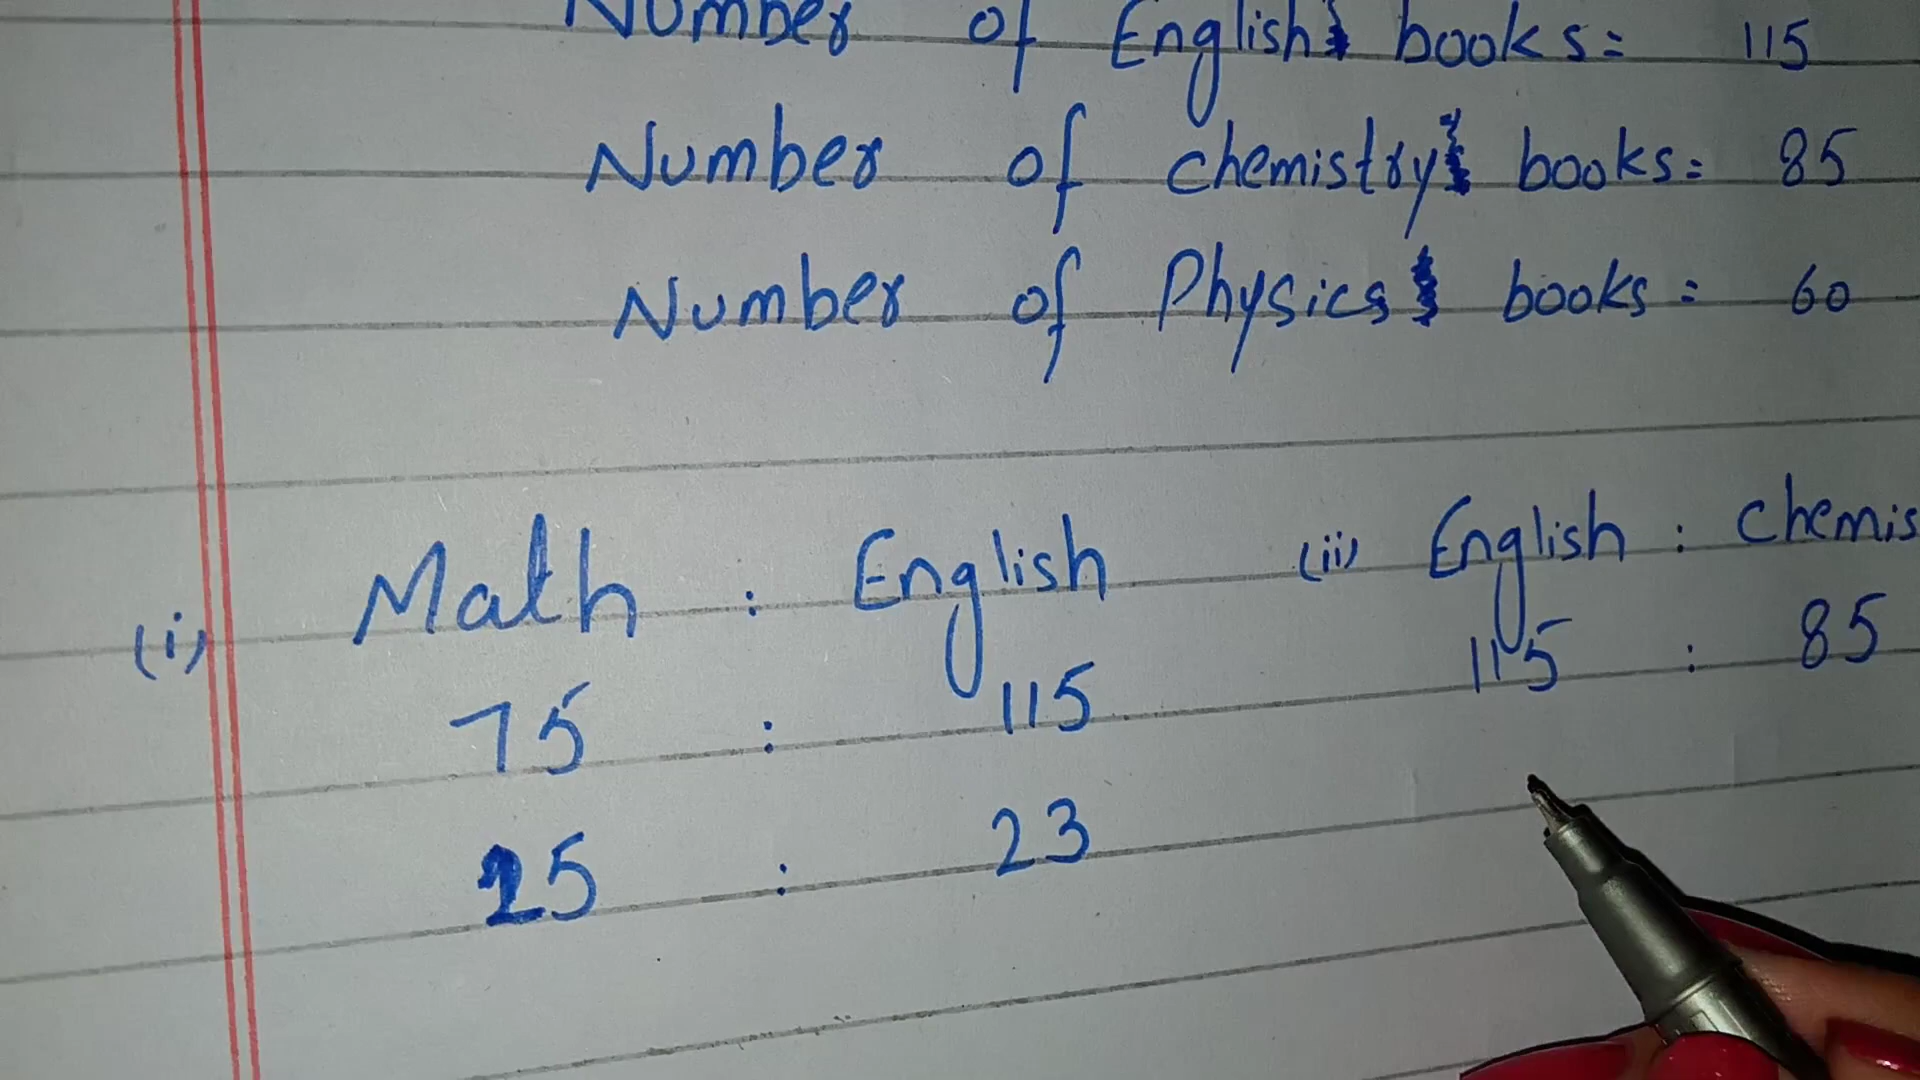 Number of English books= 115
Number of chemistry books= 85
Number of Physics books= 60
(i) Math : English
75 : 115
25 : 23
(ii) English : Chemis
115 : 85